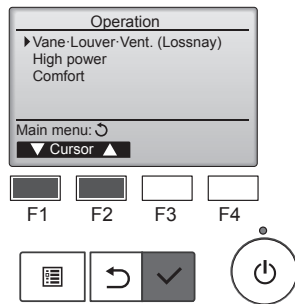 Operation
▶Vane·Louver·Vent. (Lossnay)
High power
Comfort
Main menu:
▼ Cursor ▲
F1 F2 F3 F4